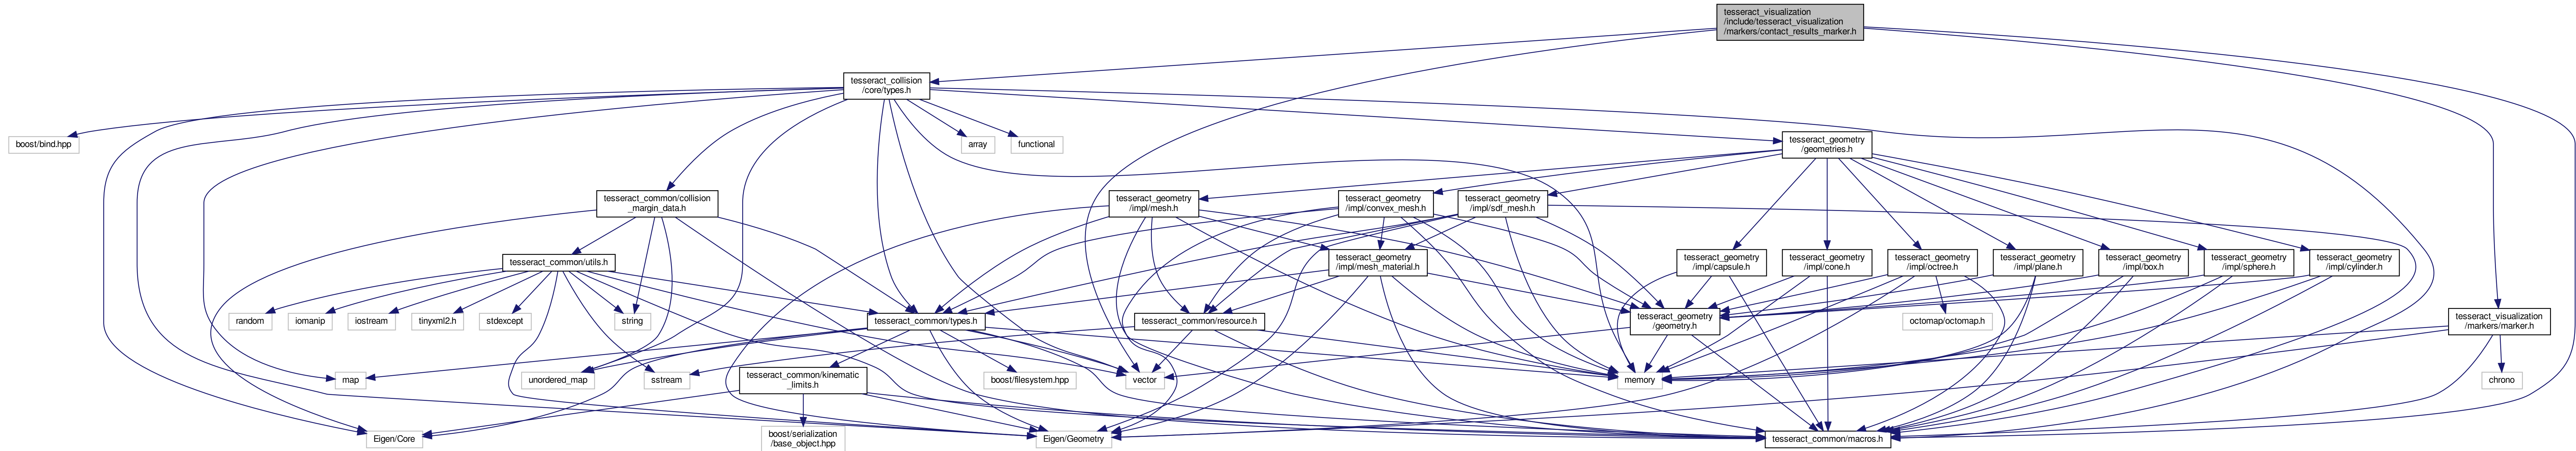 tesseract_visualization
/include/tesseract_visualization
/markers/contact_results_marker.h
tesseract_collision
/core/types.h
boost/bind.hpp
array
functional
tesseract_geometry
/geometries.h
tesseract_common/collision
_margin_data.h
tesseract_geometry
/impl/mesh.h
tesseract_geometry
/impl/convex_mesh.h
tesseract_geometry
/impl/sdf_mesh.h
tesseract_common/utils.h
tesseract_geometry
/impl/mesh_material.h
tesseract_geometry
/impl/capsule.h
tesseract_geometry
/impl/cone.h
tesseract_geometry
/impl/octree.h
tesseract_geometry
/impl/plane.h
tesseract_geometry
/impl/box.h
tesseract_geometry
/impl/sphere.h
tesseract_geometry
/impl/cylinder.h
random
iomanip
iostream
tinyxml2.h
stdexcept
string
tesseract_common/types.h
tesseract_common/resource.h
tesseract_geometry
/geometry.h
octomap/octomap.h
tesseract_visualization
/markers/marker.h
map
unordered_map
sstream
tesseract_common/kinematic
_limits.h
boost/filesystem.hpp
vector
memory
chrono
Eigen/Core
boost/serialization
/base_object.hpp
Eigen/Geometry
tesseract_common/macros.h